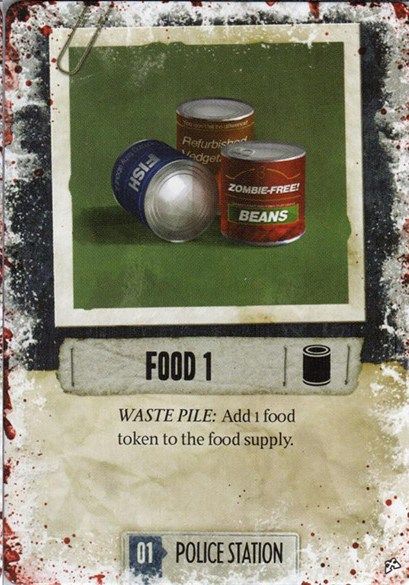 Refurbished
FISH
ZOMBIE-FREE!
BEANS
FOOD 1
WASTE PILE: Add 1 food
token to the food supply.
01 POLICE STATION